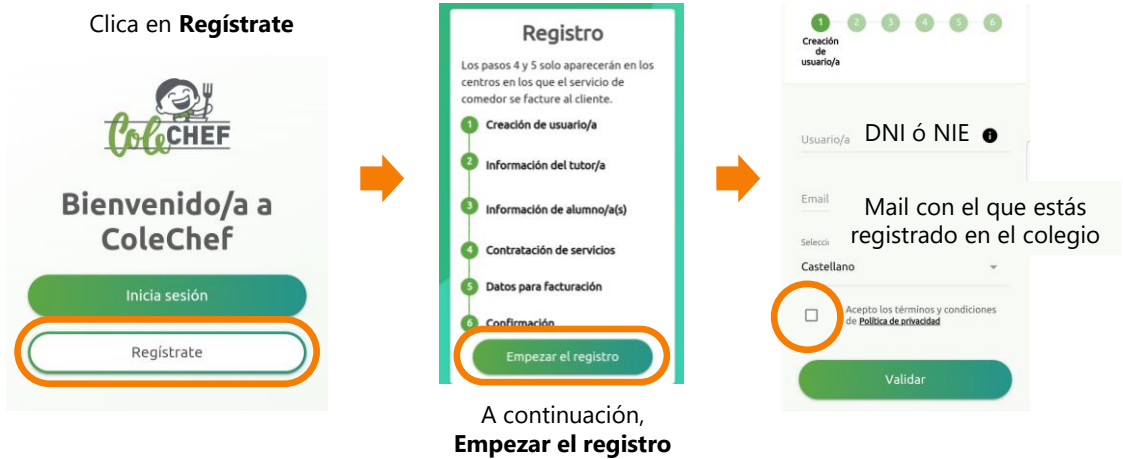 Clica en Regístrate
ColeCHEF
Bienvenido/a a
ColeChef
Inicia sesión
Regístrate
Registro
Los pasos 4 y 5 solo aparecerán en los
centros en los que el servicio de
comedor se facture al cliente.
1 Creación de usuario/a
2 Información del tutor/a
3 Información de alumno/a(s)
4 Contratación de servicios
5 Datos para facturación
6 Confirmación
Empezar el registro
A continuación,
Empezar el registro
1 2 3 4 5 6
Creación
de
usuario/a
Usuario/a DNI ó NIE
Email
Mail con el que estás
registrado en el colegio
Castellano
Acepto los términos y condiciones
de Política de privacidad
Validar